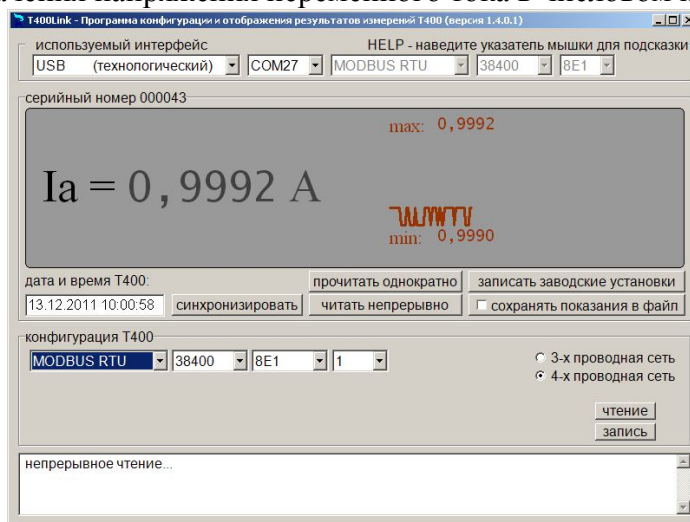 T400Link - Программа конфигурации и отображения результатов измерений T400 (версия 1.4.0.1)
используемый интерфейс HELP - наведите указатель мышки для подсказки
USB (технологический) COM27 MODBUS RTU 38400 8E1
серийный номер 000043
max: 0,9992
Ia = 0,9992 A
min: 0,9990
дата и время T400: прочитать однократно записать заводские установки
13.12.2011 10:00:58 синхронизировать читать непрерывно сохранять показания в файл
конфигурация T400
MODBUS RTU 38400 8E1 1 3-х проводная сеть
4-х проводная сеть
чтение
запись
непрерывное чтение...